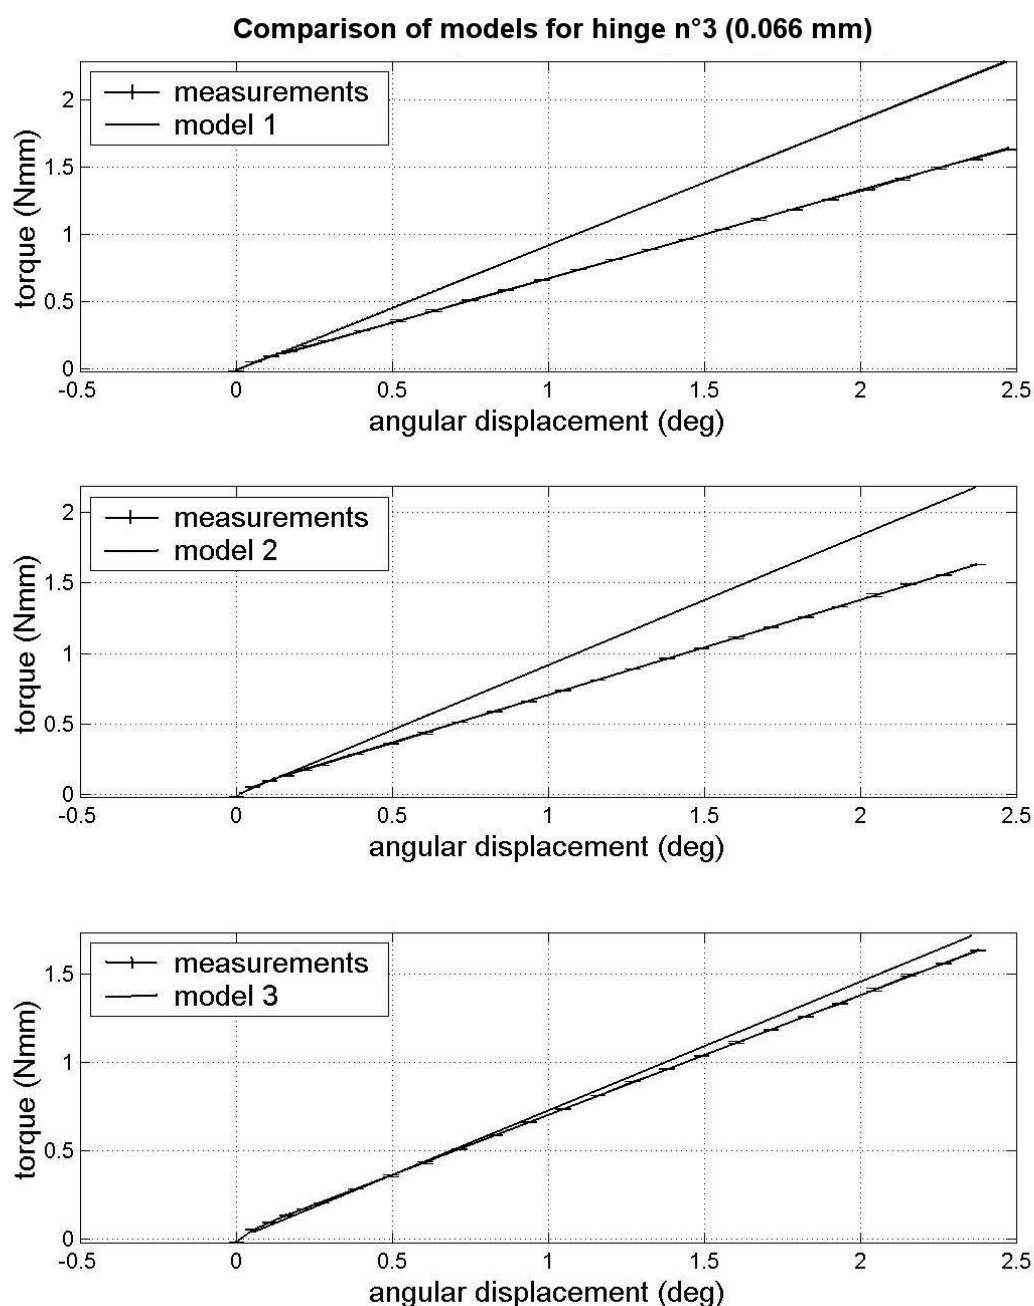 Comparison of models for hinge n°3 (0.066 mm)
measurements
model 1
torque (Nmm)
2
1.5
1
0.5
0
-0.5 0 0.5 1 1.5 2 2.5
angular displacement (deg)
measurements
model 2
torque (Nmm)
2
1.5
1
0.5
0
-0.5 0 0.5 1 1.5 2 2.5
angular displacement (deg)
measurements
model 3
torque (Nmm)
1.5
1
0.5
0
-0.5 0 0.5 1 1.5 2 2.5
angular displacement (deg)